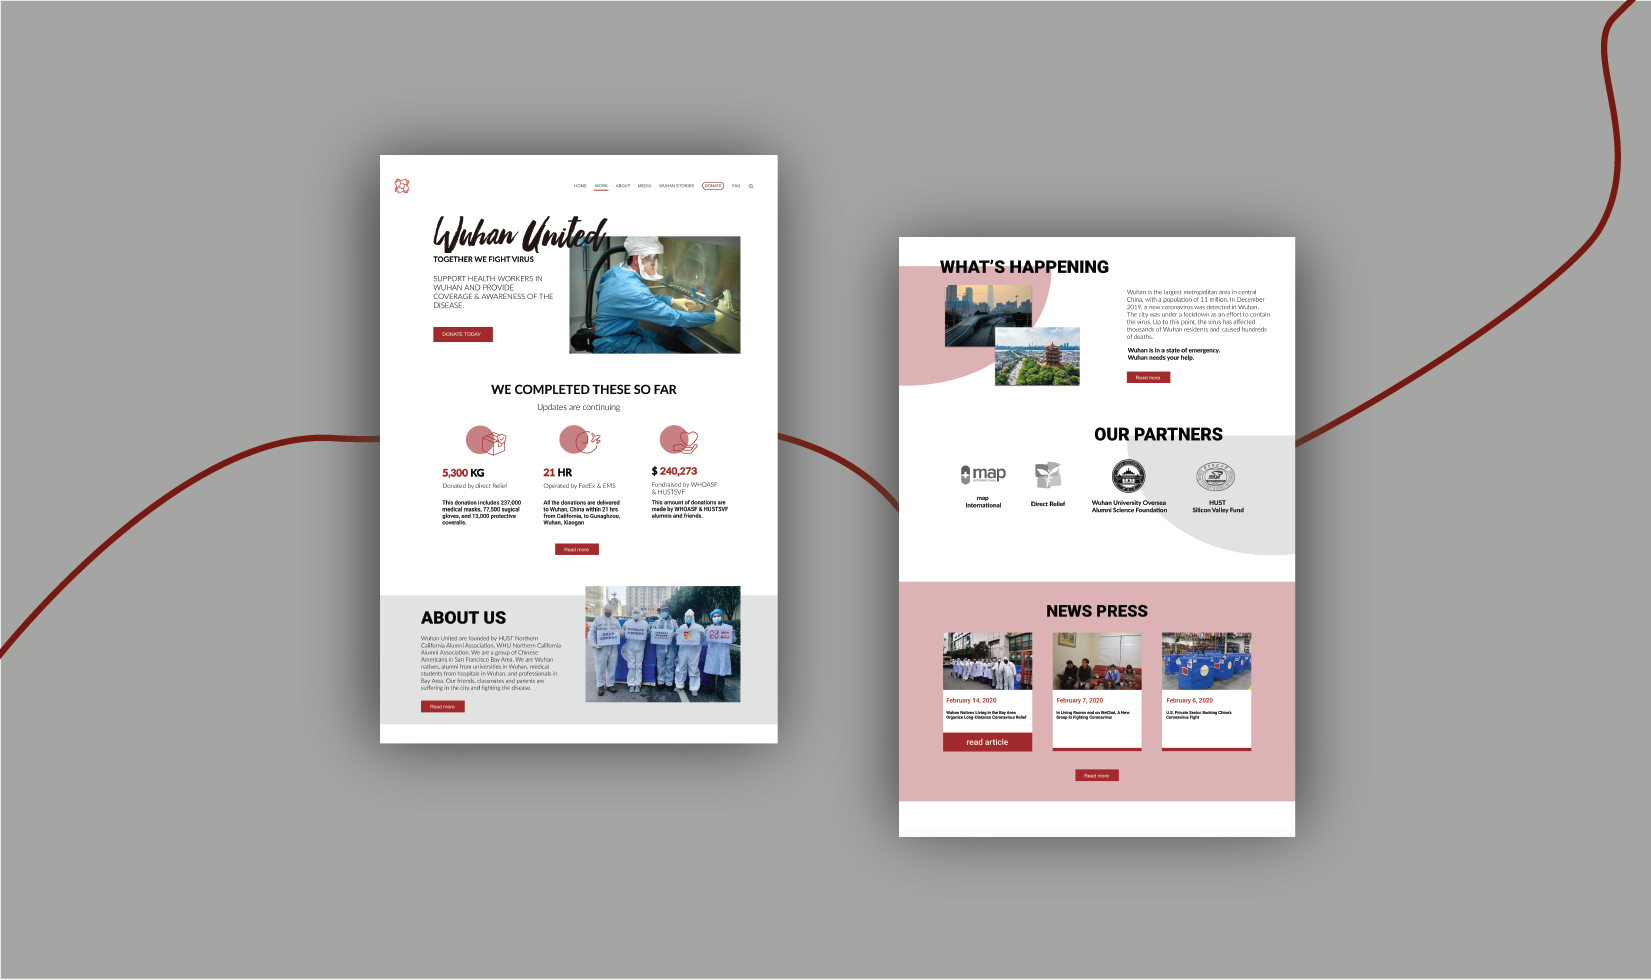 HOME WORK ABOUT MEDIA WUHAN STORIES DONATE FAQ
Wuhan United
TOGETHER WE FIGHT VIRUS
SUPPORT HEALTH WORKERS IN
WUHAN AND PROVIDE
COVERAGE & AWARENESS OF THE
DISEASE.
DONATE TODAY
WE COMPLETED THESE SO FAR
Updates are continuing
5,300 KG
Donated by direct Relief
This donation includes 237,000
medical masks, 77,500 sugical
gloves, and 13,000 protective
coveralls.
21 HR
Operated by FedEx & EMS
All the donations are delivered
to Wuhan, China within 21 hrs
from California, to Gunaghzou,
Wuhan, Xiaogan
$ 240,273
Fundraised by WHOASF
& HUSTSVF
This amount of donations are
made by WHOASF & HUSTSVF
alumnis and friends.
Read more
ABOUT US
Wuhan United are founded by HUST Northern
California Alumni Association, WHU Northern California
Alumni Association. We are a group of Chinese
Americans in San Francisco Bay Area. We are Wuhan
natives, alumni from universities in Wuhan, medical
students from hospitals in Wuhan, and professionals in
Bay Area. Our friends, classmates and parents are
suffering in the city and fighting the disease.
Read more
WHAT'S HAPPENING
Wuhan is the largest metropolitan area in central
China, with a population of 11 million. In December
2019, a new coronavirus was detected in Wuhan.
The city was under a lockdown as an effort to contain
the virus. Up to this point, the virus has affected
thousands of Wuhan residents and caused hundreds
of deaths.
Wuhan is in a state of emergency.
Wuhan needs your help.
Read more
OUR PARTNERS
map
map
International
Direct Relief
Wuhan University Oversea
Alumni Science Foundation
HUST
Silicon Valley Fund
NEWS PRESS
February 14, 2020
Wuhan Natives Living in the Bay Area
Organize Long-Distance Coronavirus Relief
read article
February 7, 2020
In Living Rooms and on WeChat, A New
Group Is Fighting Coronavirus
February 6, 2020
U.S. Private Sector Backing China's
Coronavirus Fight
Read more